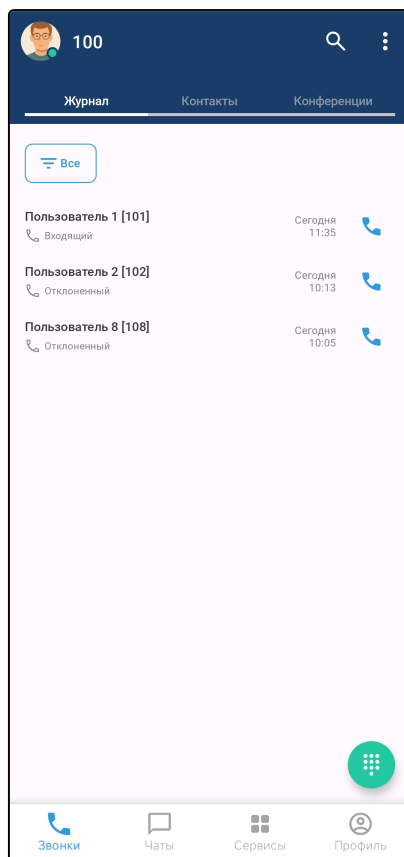 100
Журнал Контакты Конференции
Все
Пользователь 1 [101]
Сегодня
Входящий
11:35
Пользователь 2 [102]
Сегодня
Отклоненный
10:13
Пользователь 8 [108]
Сегодня
Отклоненный
10:05
Звонки Чаты Сервисы Профиль